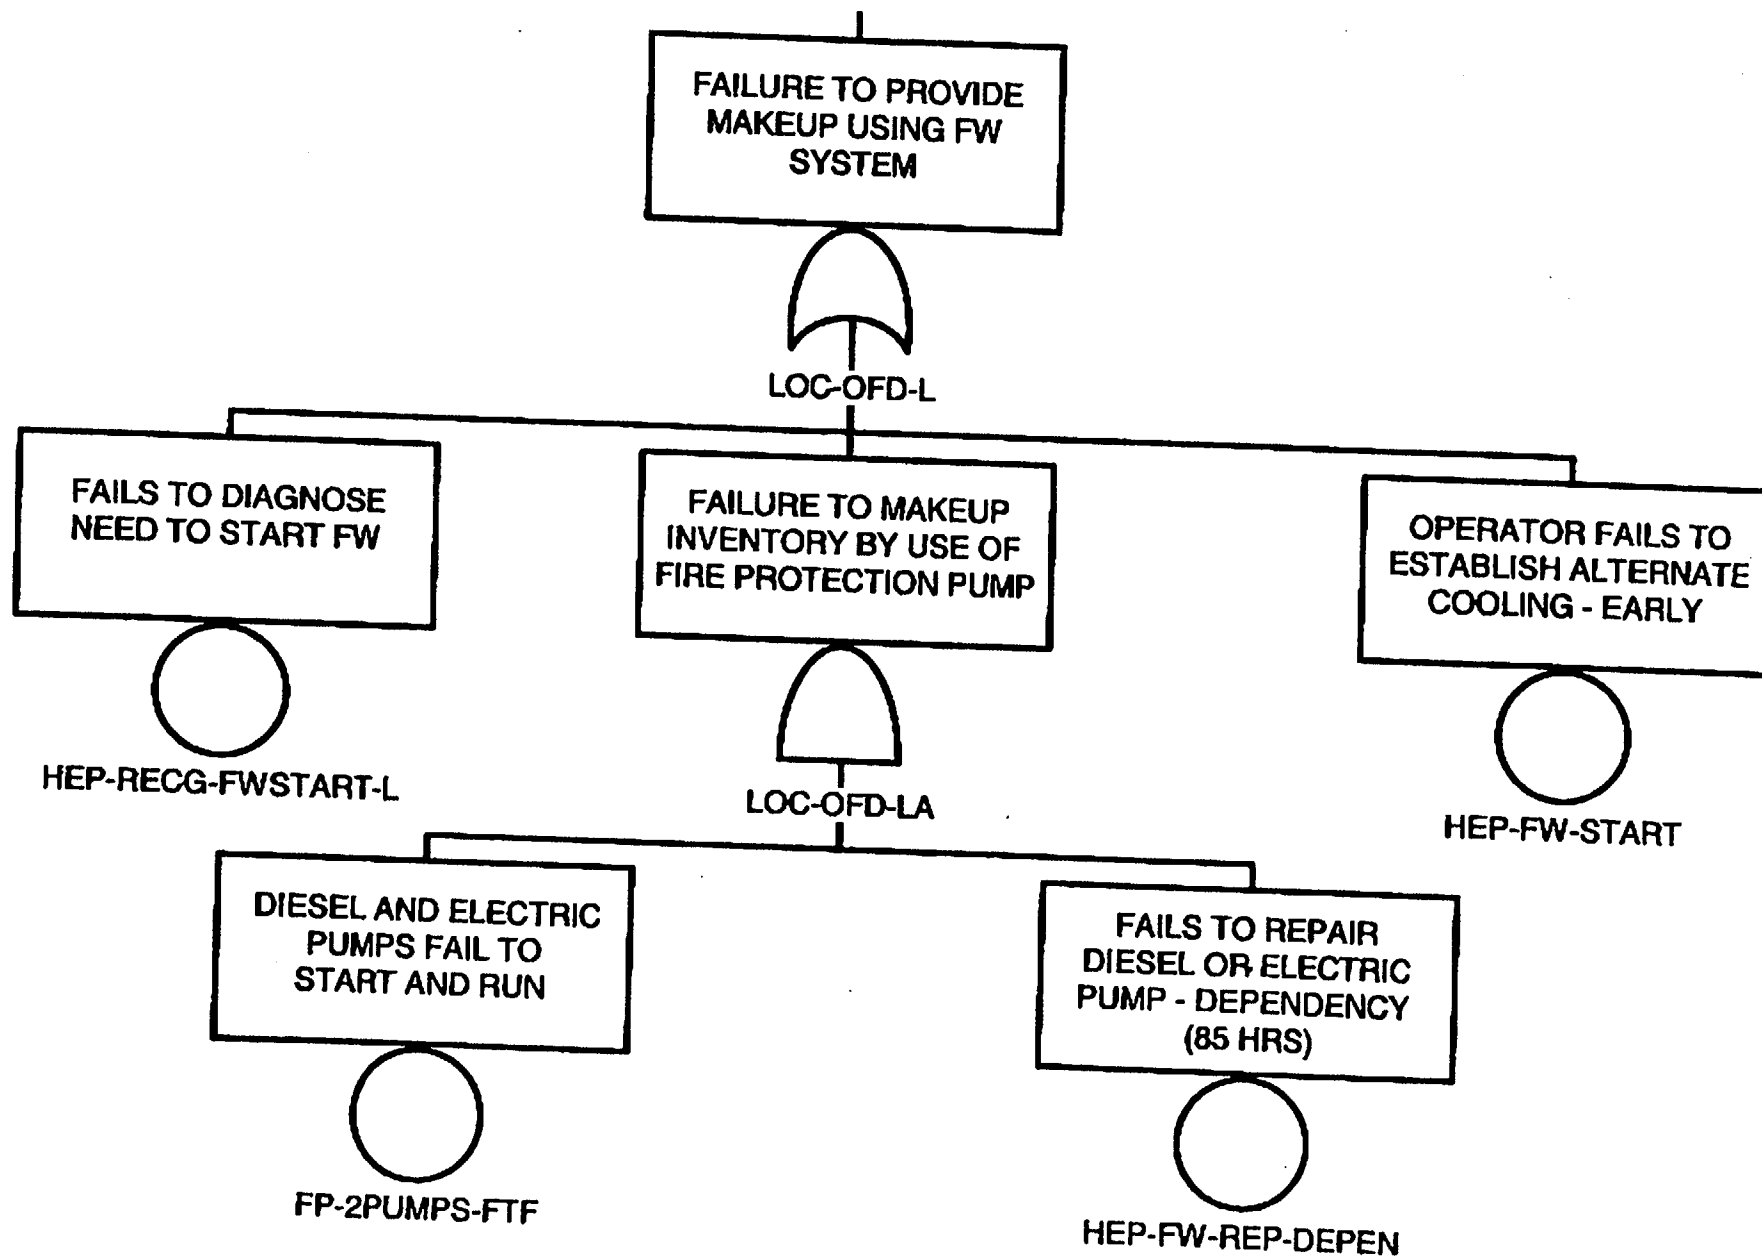 FAILURE TO PROVIDE
MAKEUP USING FW
SYSTEM
LOC-OFD-L
FAILS TO DIAGNOSE
NEED TO START FW
HEP-RECG-FWSTART-L
FAILURE TO MAKEUP
INVENTORY BY USE OF
FIRE PROTECTION PUMP
LOC-OFD-LA
OPERATOR FAILS TO
ESTABLISH ALTERNATE
COOLING - EARLY
HEP-FW-START
DIESEL AND ELECTRIC
PUMPS FAIL TO
START AND RUN
FP-2PUMPS-FTF
FAILS TO REPAIR
DIESEL OR ELECTRIC
PUMP - DEPENDENCY
(85 HRS)
HEP-FW-REP-DEPEN